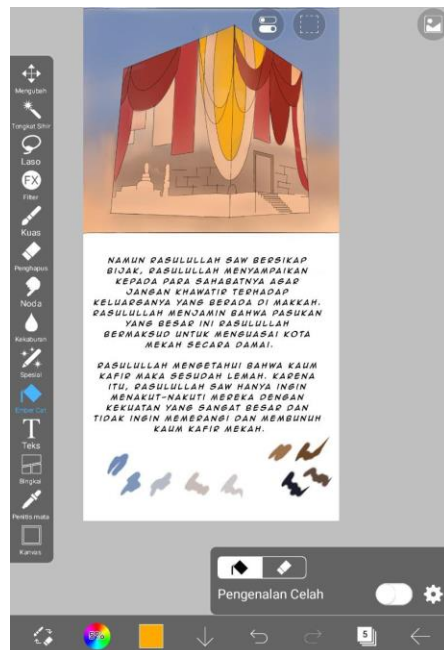 Mengubah
Tongkat Sihir
Laso
FX
Filter
Kuas
Penghapus
Noda
Kekaburan
Spesial
Ember Cat
T
Teks
Bingkai
Penitis mata
Kanvas
NAMUN RASULULLAH SAW BERSIKAP
BIJAK, RASULULLAH MENYAMPAIKAN
KEPADA PARA SAHABATNYA AGAR
JANGAN KHAWATIR TERHADAP
KELUARGANYA YANG BERADA DI MAKKAH.
RASULULLAH MENJAMIN BAHWA PASUKAN
YANG BESAR INI RASULULLAH
BERMAKSUD UNTUK MENGUASAI KOTA
MEKAH SECARA DAMAI.
RASULULLAH MENGETAHUI BAHWA KAUM
KAFIR MAKA SESUDAH LEMAH. KARENA
ITU, RASULULLAH SAW HANYA INGIN
MENAKUT-NAKUTI MEREKA DENGAN
KEKUATAN YANG SANGAT BESAR DAN
TIDAK INGIN MEMERANGI DAN MEMBUNUH
KAUM KAFIR MEKAH.
Pengenalan Celah
5